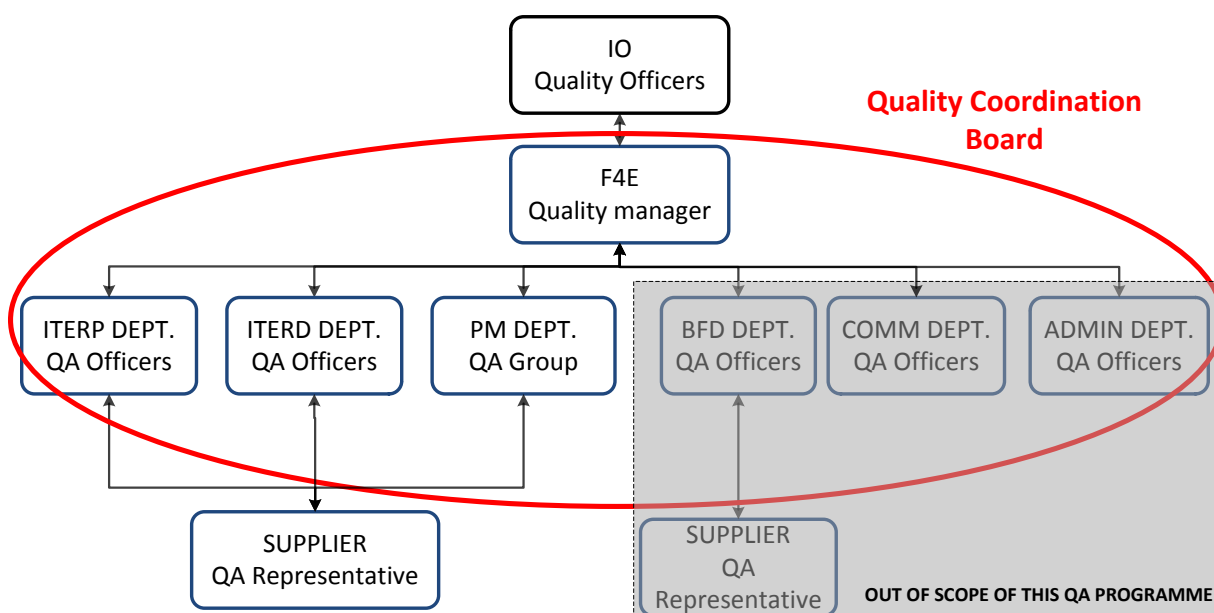 IO
Quality Officers
Quality Coordination
Board
F4E
Quality manager
ITERP DEPT.
QA Officers
ITERD DEPT.
QA Officers
PM DEPT.
QA Group
BFD DEPT.
QA Officers
COMM DEPT.
QA Officers
ADMIN DEPT.
QA Officers
SUPPLIER
QA Representative
SUPPLIER
QA
Representative
OUT OF SCOPE OF THIS QA PROGRAMME